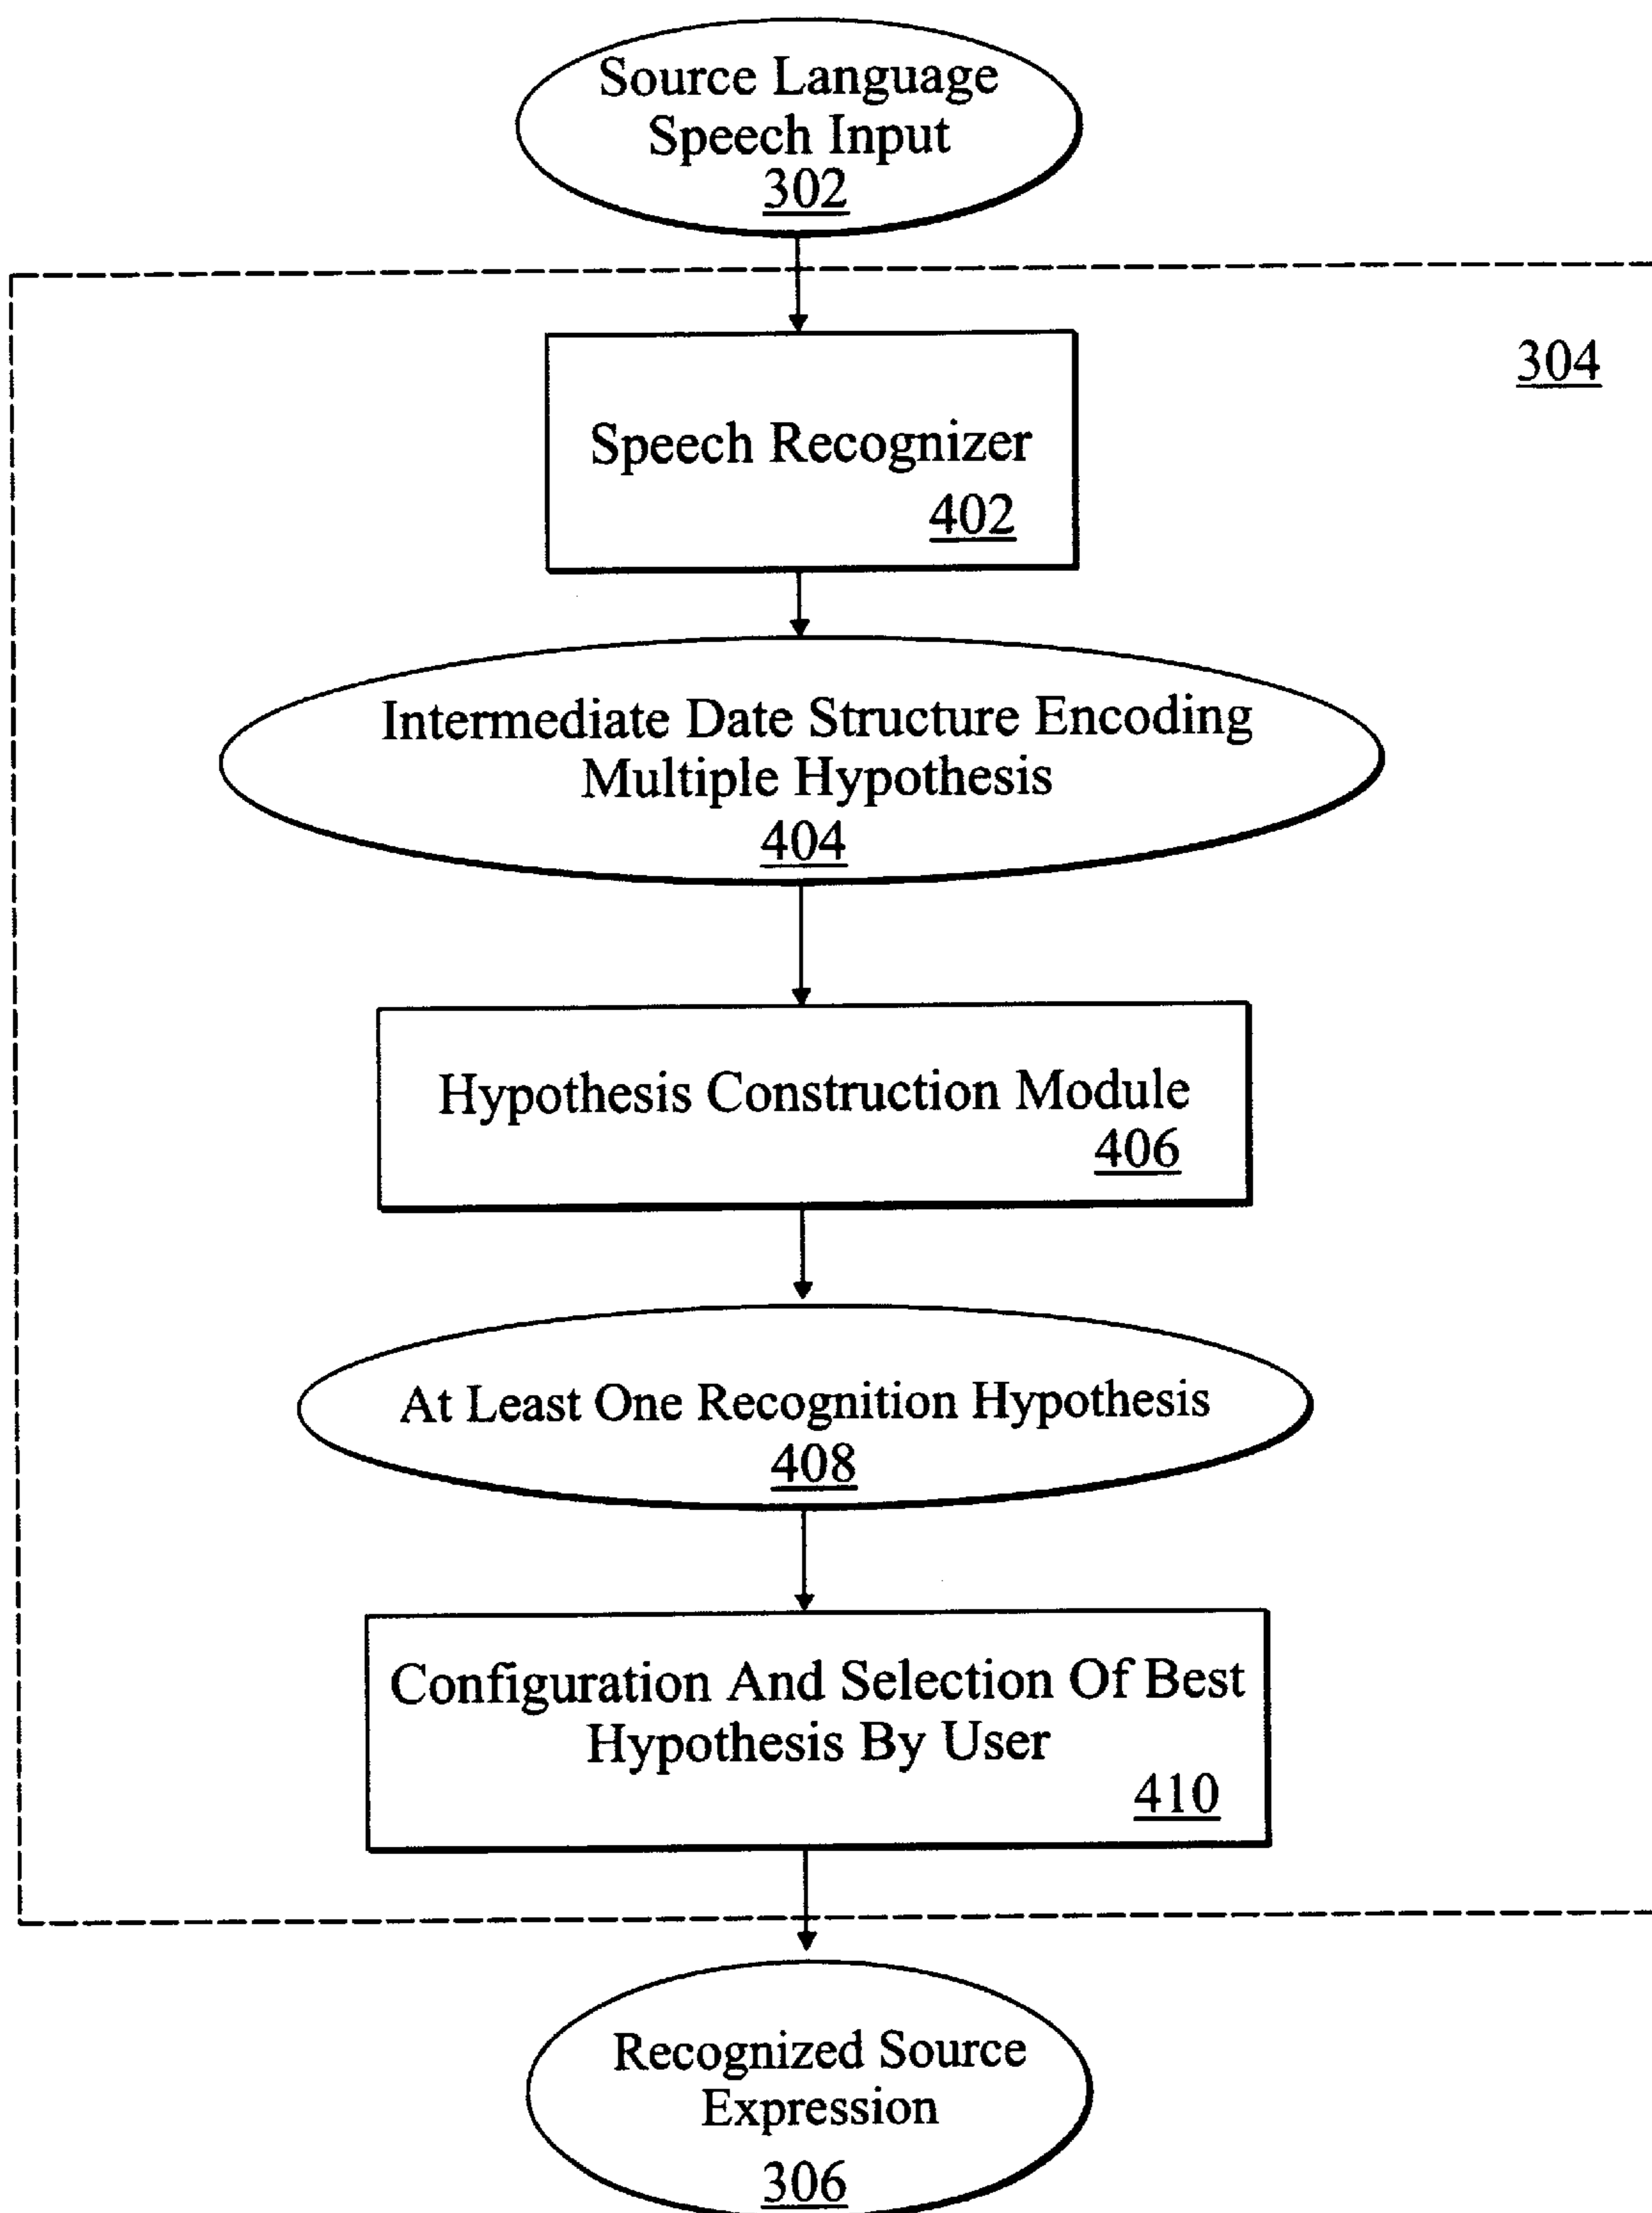 Source Language
Speech Input
302
304
Speech Recognizer
402
Intermediate Date Structure Encoding
Multiple Hypothesis
404
Hypothesis Construction Module
406
At Least One Recognition Hypothesis
408
Configuration And Selection Of Best
Hypothesis By User
410
Recognized Source
Expression
306